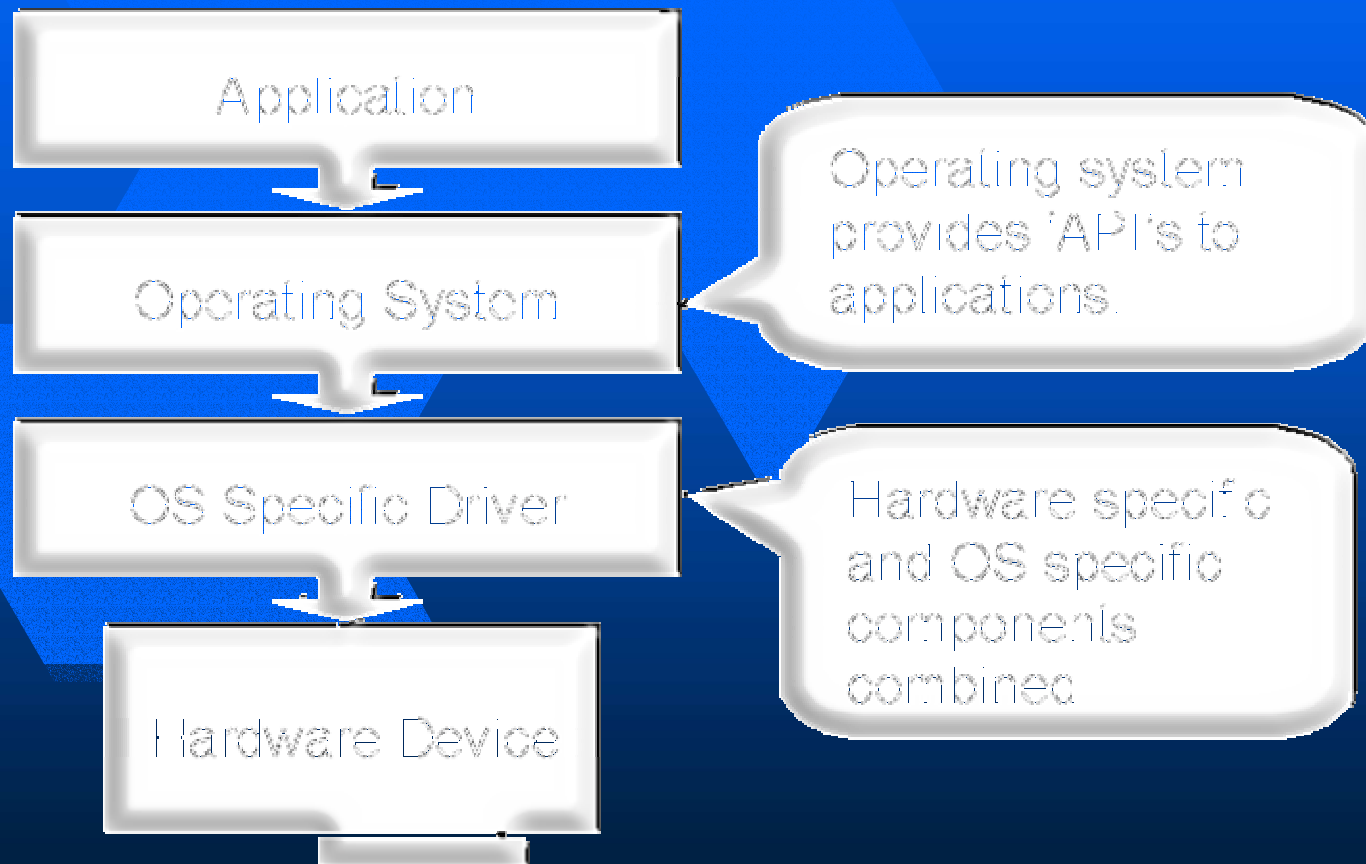 Application
Operating system
provides 'API's to
applications.
Operating System
OS Specific Driver
Hardware specific
and OS specific
components
combined
Hardware Device